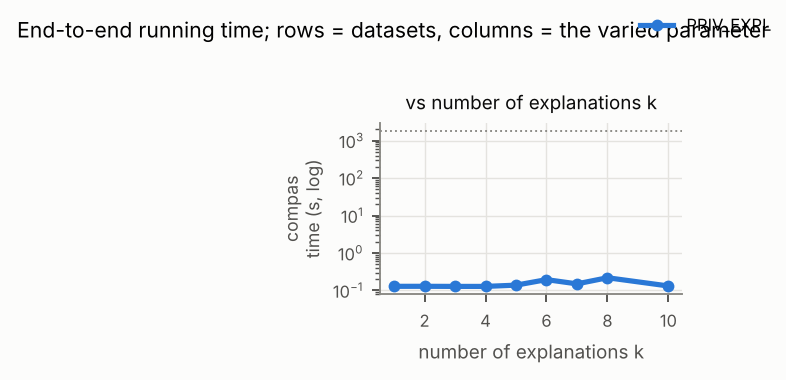 End-to-end running time; rows = datasets, columns = the varied parameter
PRIV_EXPL
vs number of explanations k
compas
time (s, log)
10³
10²
10¹
10⁰
10⁻¹
2 4 6 8 10
number of explanations k